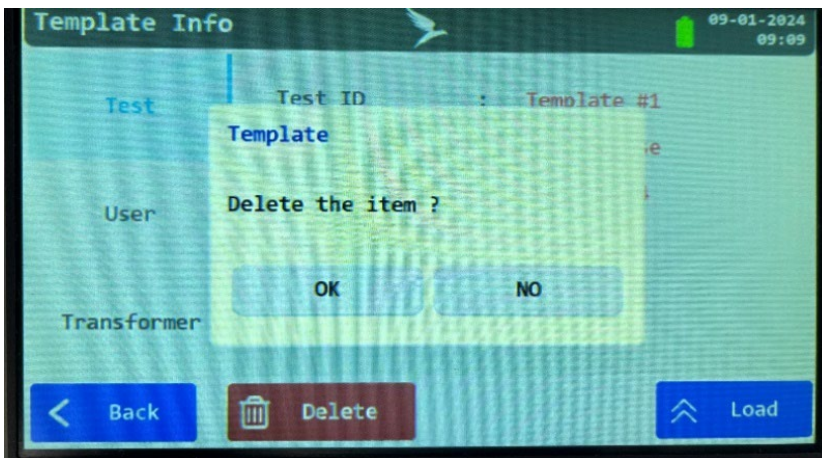 Template Info
09-01-2024
09:09
Test
Test ID : Template #1
Template
Delete the item ?
User
OK NO
Transformer
Back Delete Load